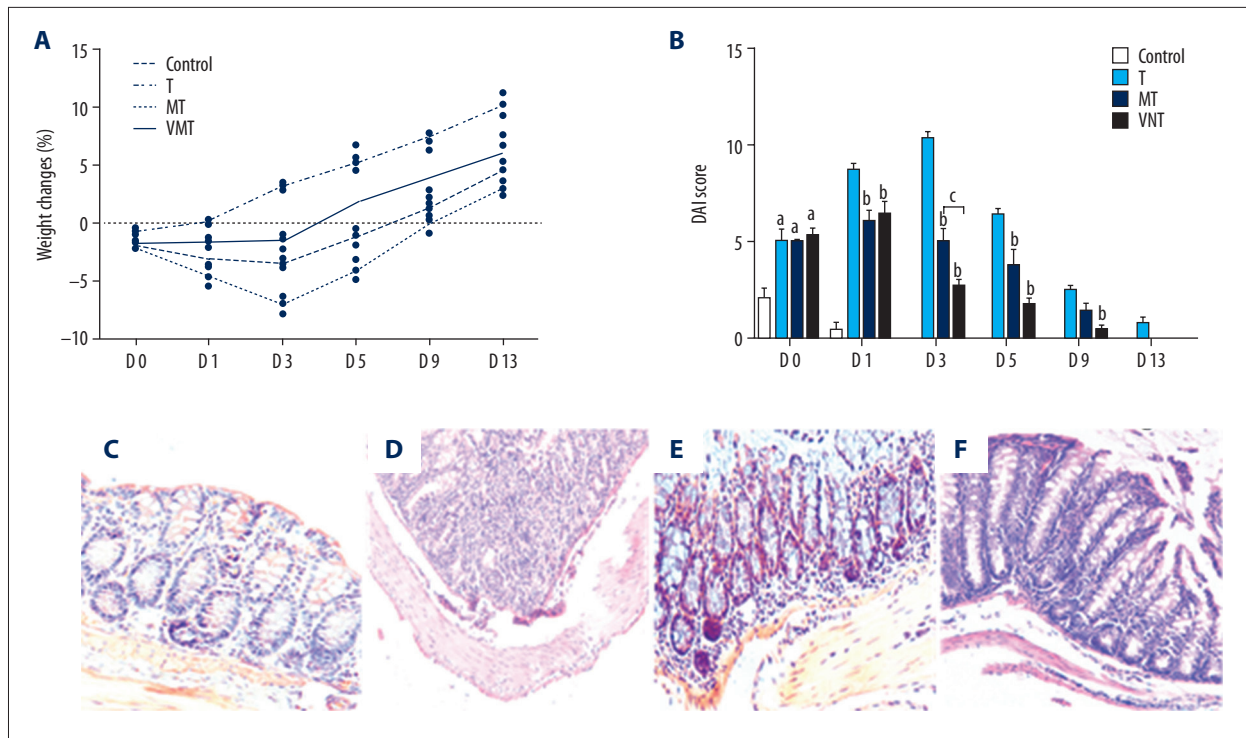 A
15
10
5
0
−5
−10
Weight changes (%)
Control
T
MT
VMT
D 0 D 1 D 3 D 5 D 9 D 13
B
15
10
5
0
DAI score
Control
T
MT
VNT
a a a
b b
b c b
b b
b
D 0 D 1 D 3 D 5 D 9 D 13
C D E F